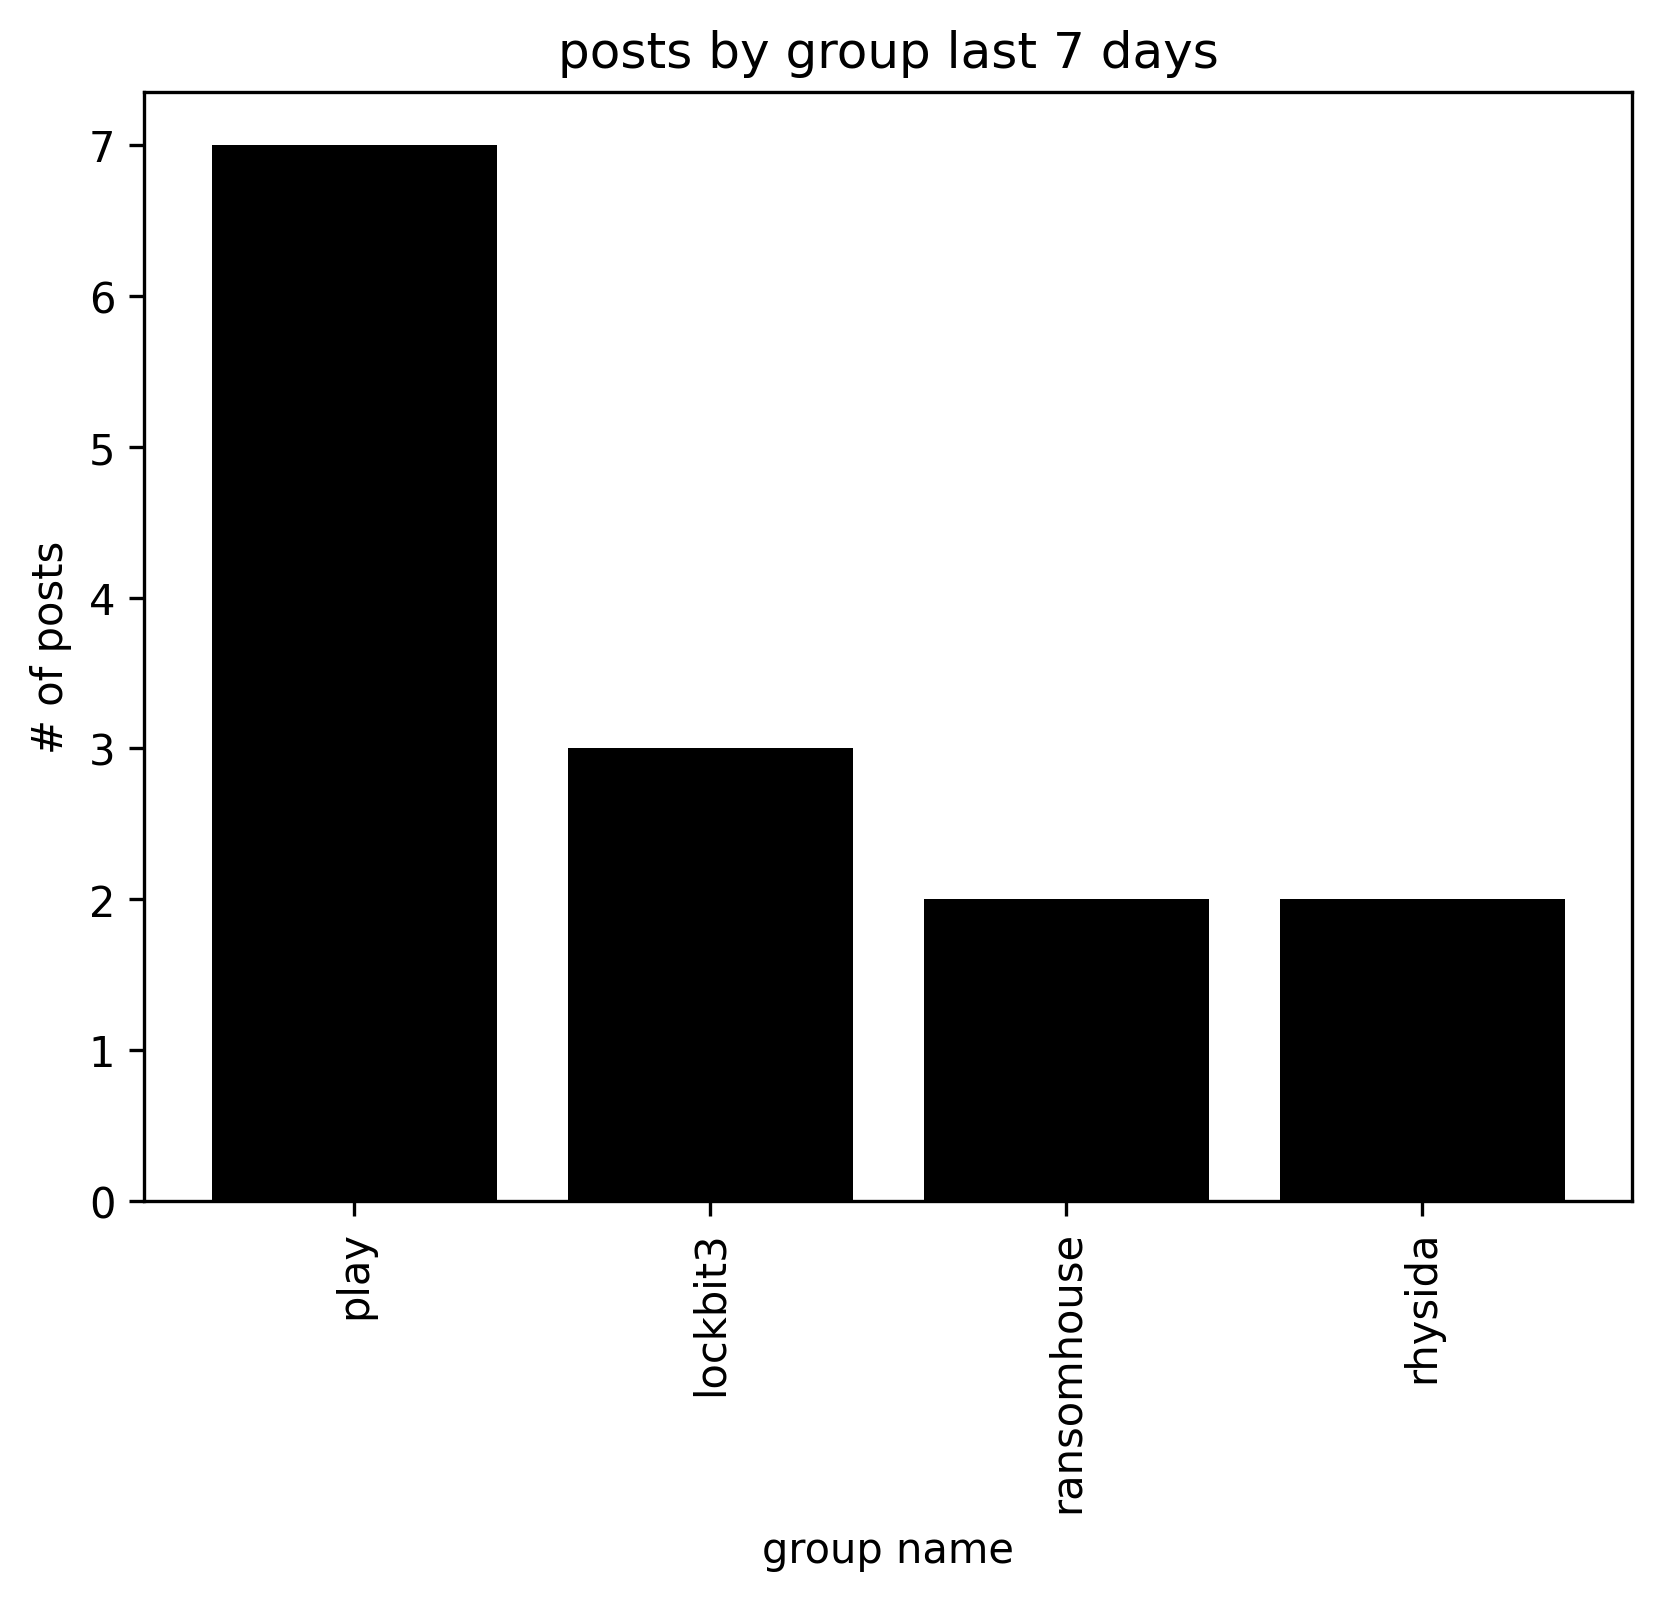 posts by group last 7 days
# of posts
7
6
5
4
3
2
1
0
play
lockbit3
ransomhouse
rhysida
group name